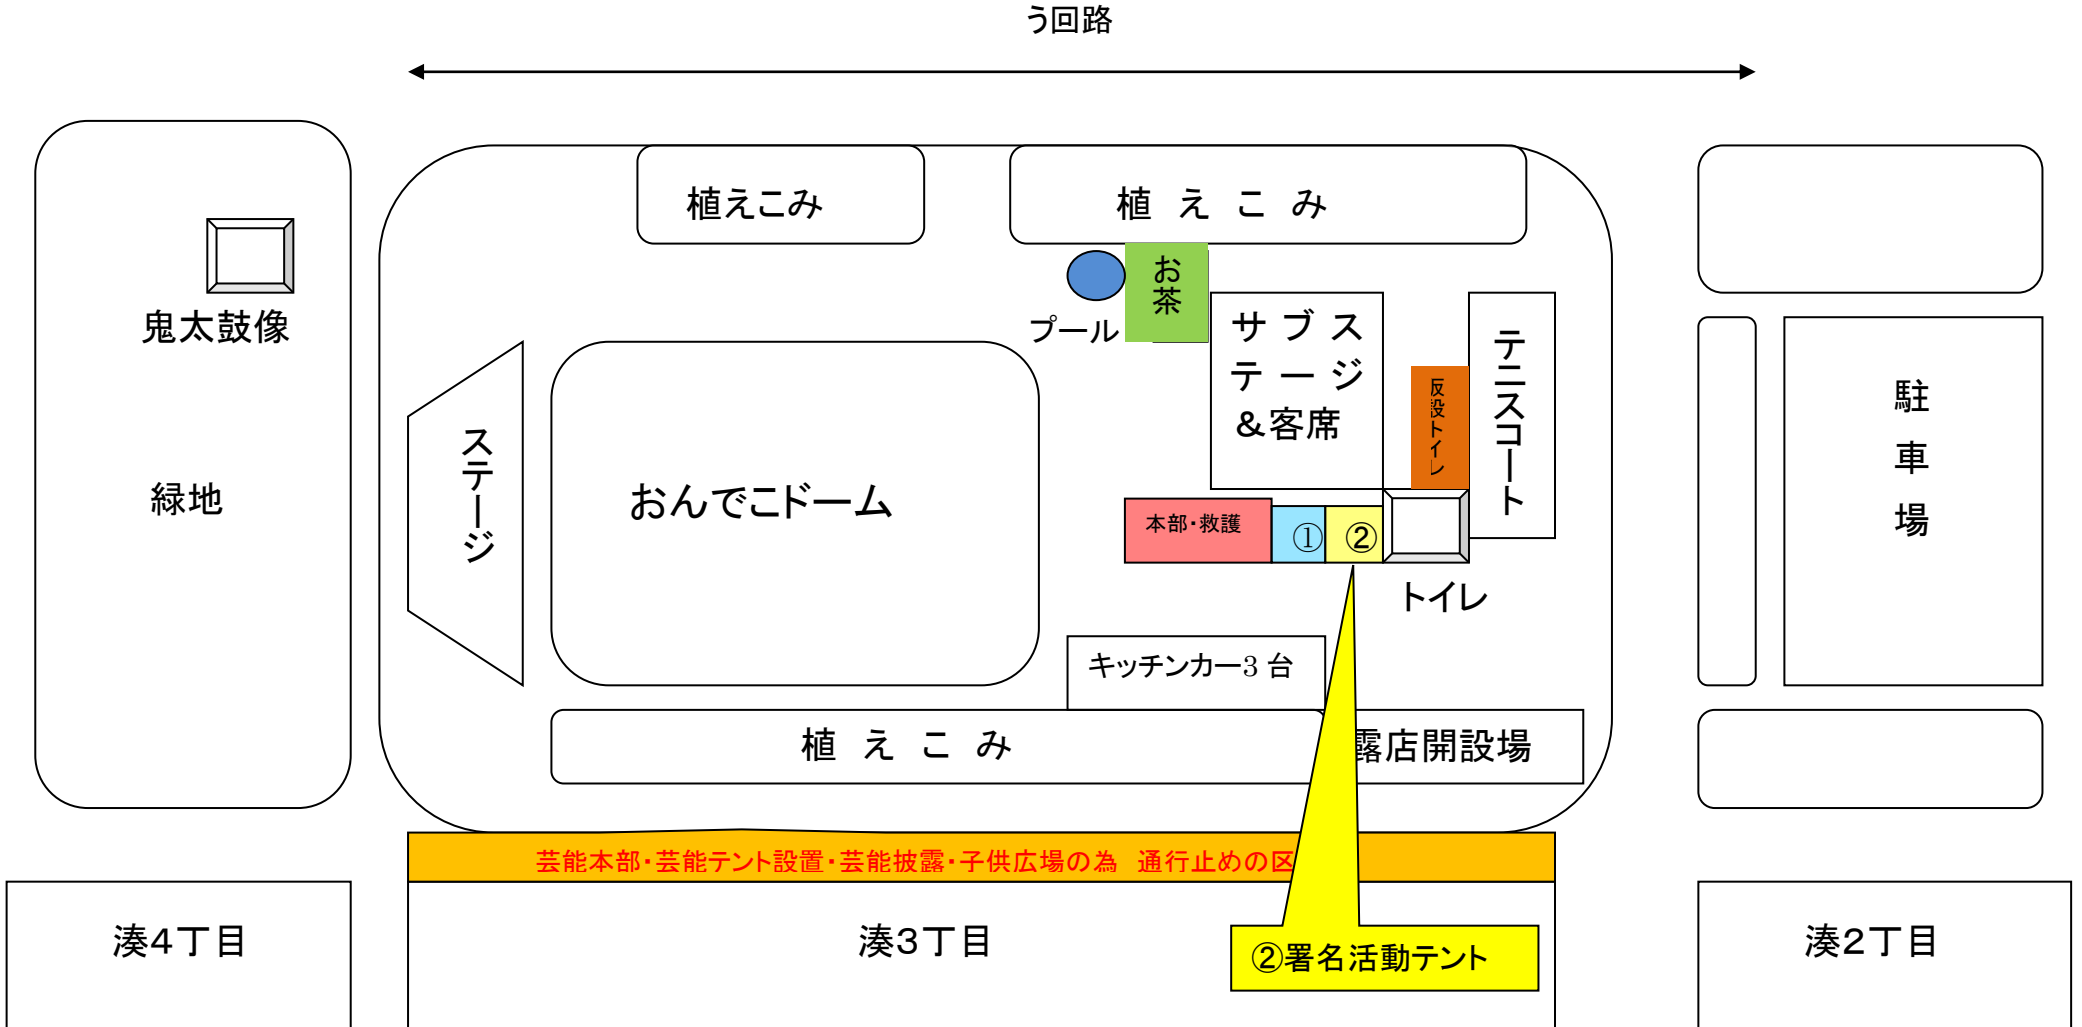 う回路
植えこみ
植 え こ み
お茶
プール
鬼太鼓像
サ ブ ス
テ ー ジ
＆客席
テニスコート
仮設トイレ
駐車場
ステージ
緑地
おんでこドーム
本部・救護
①
②
トイレ
キッチンカー3 台
植 え こ み
露店開設場
芸能本部・芸能テント設置・芸能披露・子供広場の為 通行止めの区
湊４丁目
湊３丁目
②署名活動テント
湊２丁目